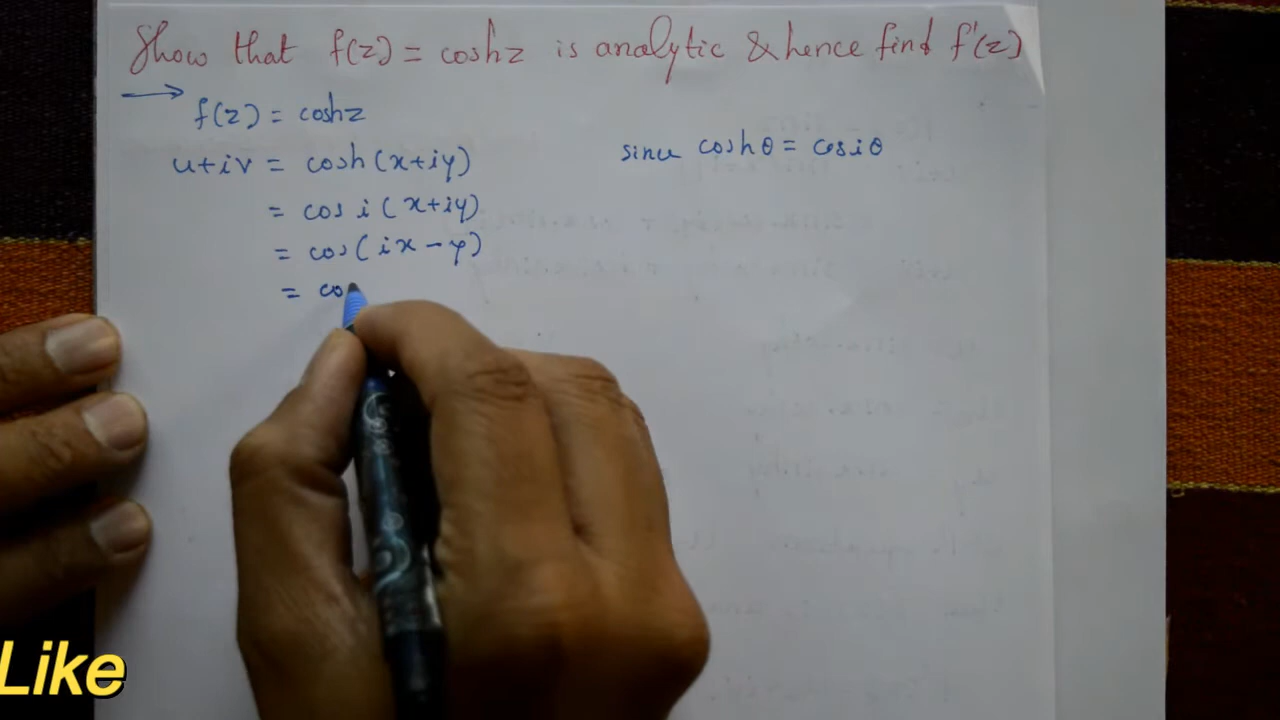 Show that f(z) = coshz is analytic & hence find f'(z)
f(z) = coshz
u+iv = cosh(x+iy)
since coshθ = cosiθ
= cos i(x+iy)
= cos(ix-y)
= co
Like